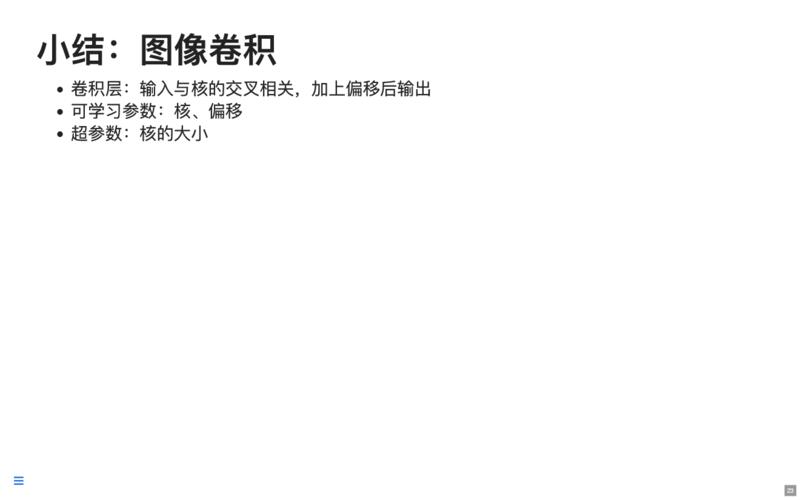 小结：图像卷积
• 卷积层：输入与核的交叉相关，加上偏移后输出
• 可学习参数：核、偏移
• 超参数：核的大小
23